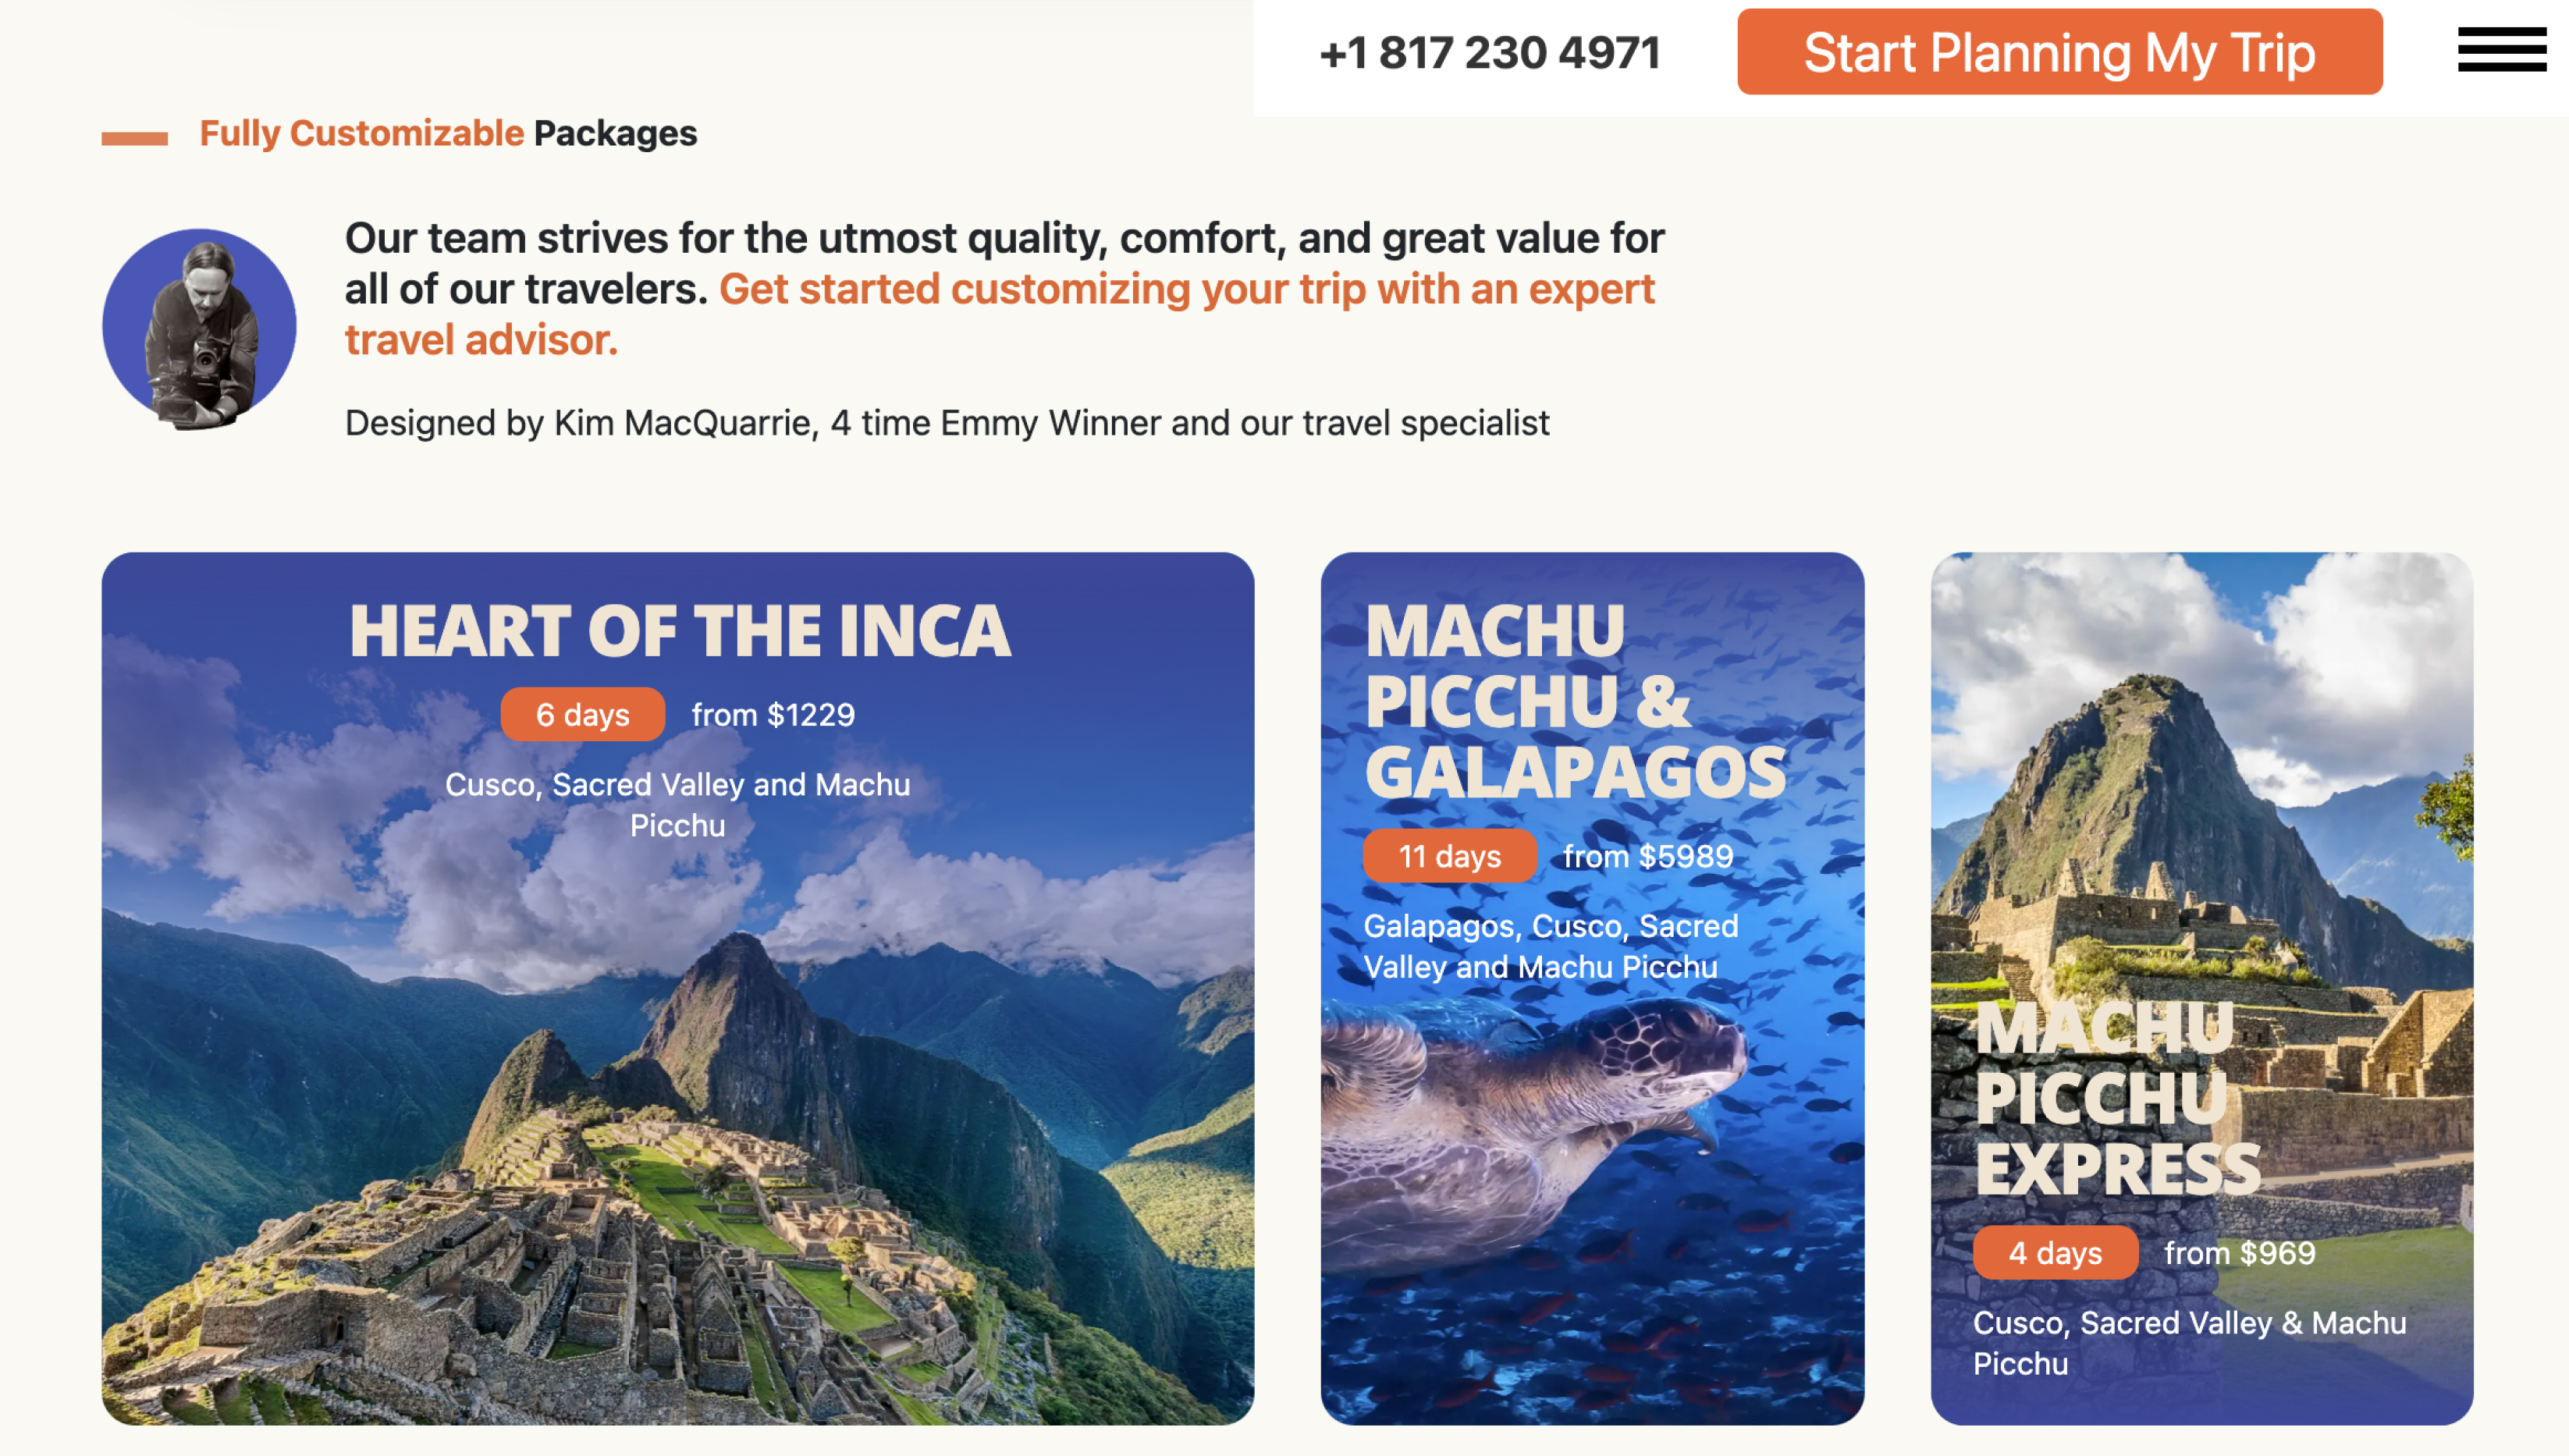 +1 817 230 4971
Start Planning My Trip
Fully Customizable Packages
Our team strives for the utmost quality, comfort, and great value for
all of our travelers. Get started customizing your trip with an expert
travel advisor.
Designed by Kim MacQuarrie, 4 time Emmy Winner and our travel specialist
HEART OF THE INCA
6 days
from $1229
Cusco, Sacred Valley and Machu
Picchu
MACHU
PICCHU &
GALAPAGOS
11 days
from $5989
Galapagos, Cusco, Sacred
Valley and Machu Picchu
MACHU
PICCHU
EXPRESS
4 days
from $969
Cusco, Sacred Valley & Machu
Picchu